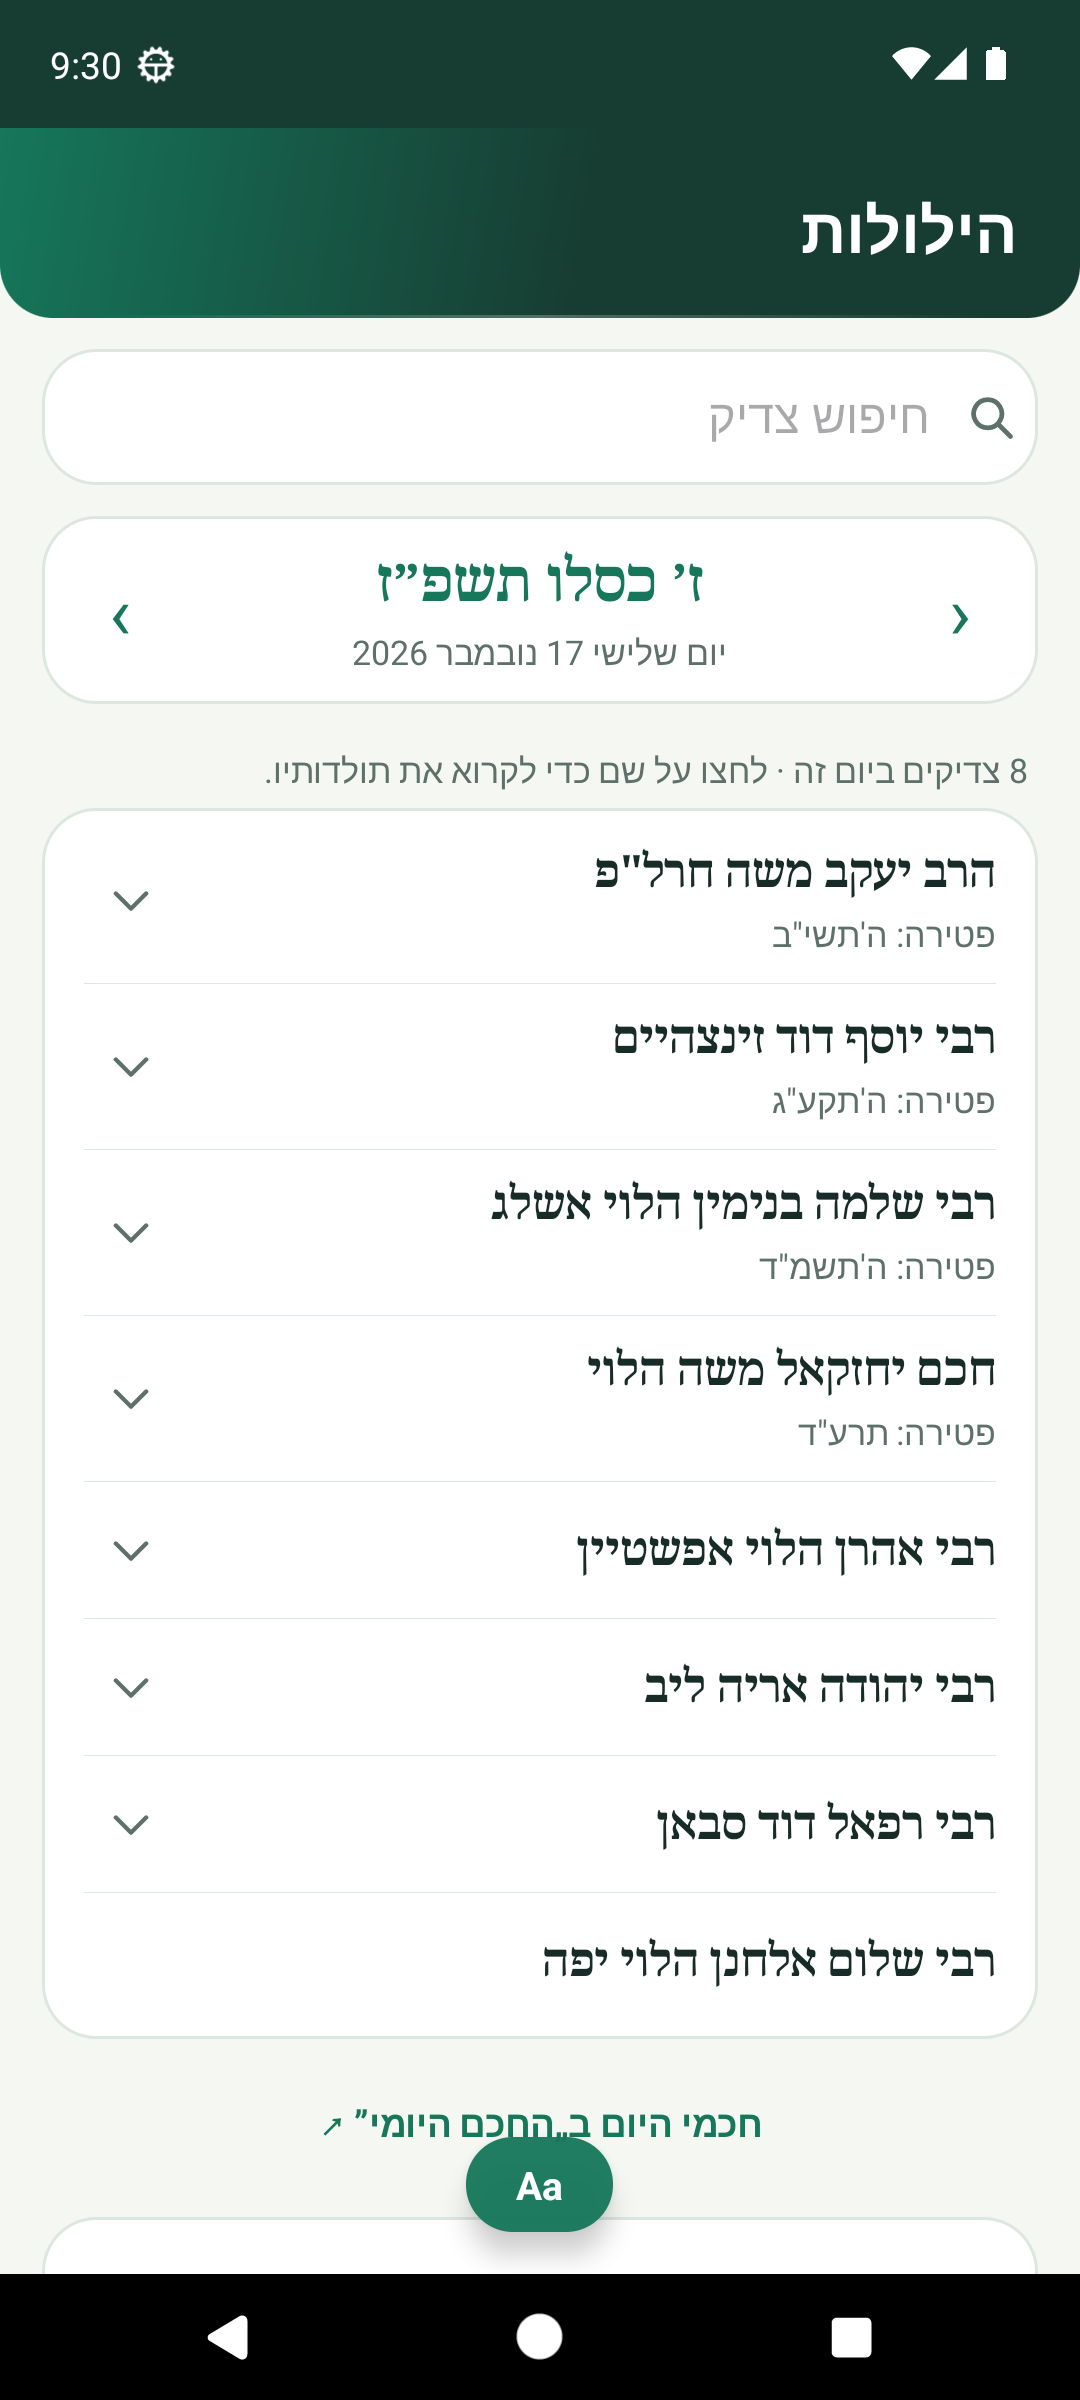 9:30
הילולות
חיפוש צדיק
ז׳ כסלו תשפ״ז
יום שלישי 17 נובמבר 2026
8 צדיקים ביום זה · לחצו על שם כדי לקרוא את תולדותיו.
הרב יעקב משה חרל"פ
פטירה: ה'תשי"ב
רבי יוסף דוד זינצהיים
פטירה: ה'תקע"ג
רבי שלמה בנימין הלוי אשלג
פטירה: ה'תשמ"ד
חכם יחזקאל משה הלוי
פטירה: תרע"ד
רבי אהרן הלוי אפשטיין
רבי יהודה אריה ליב
רבי רפאל דוד סבאן
רבי שלום אלחנן הלוי יפה
חכמי היום ב„החכם היומי” ↗
Aa